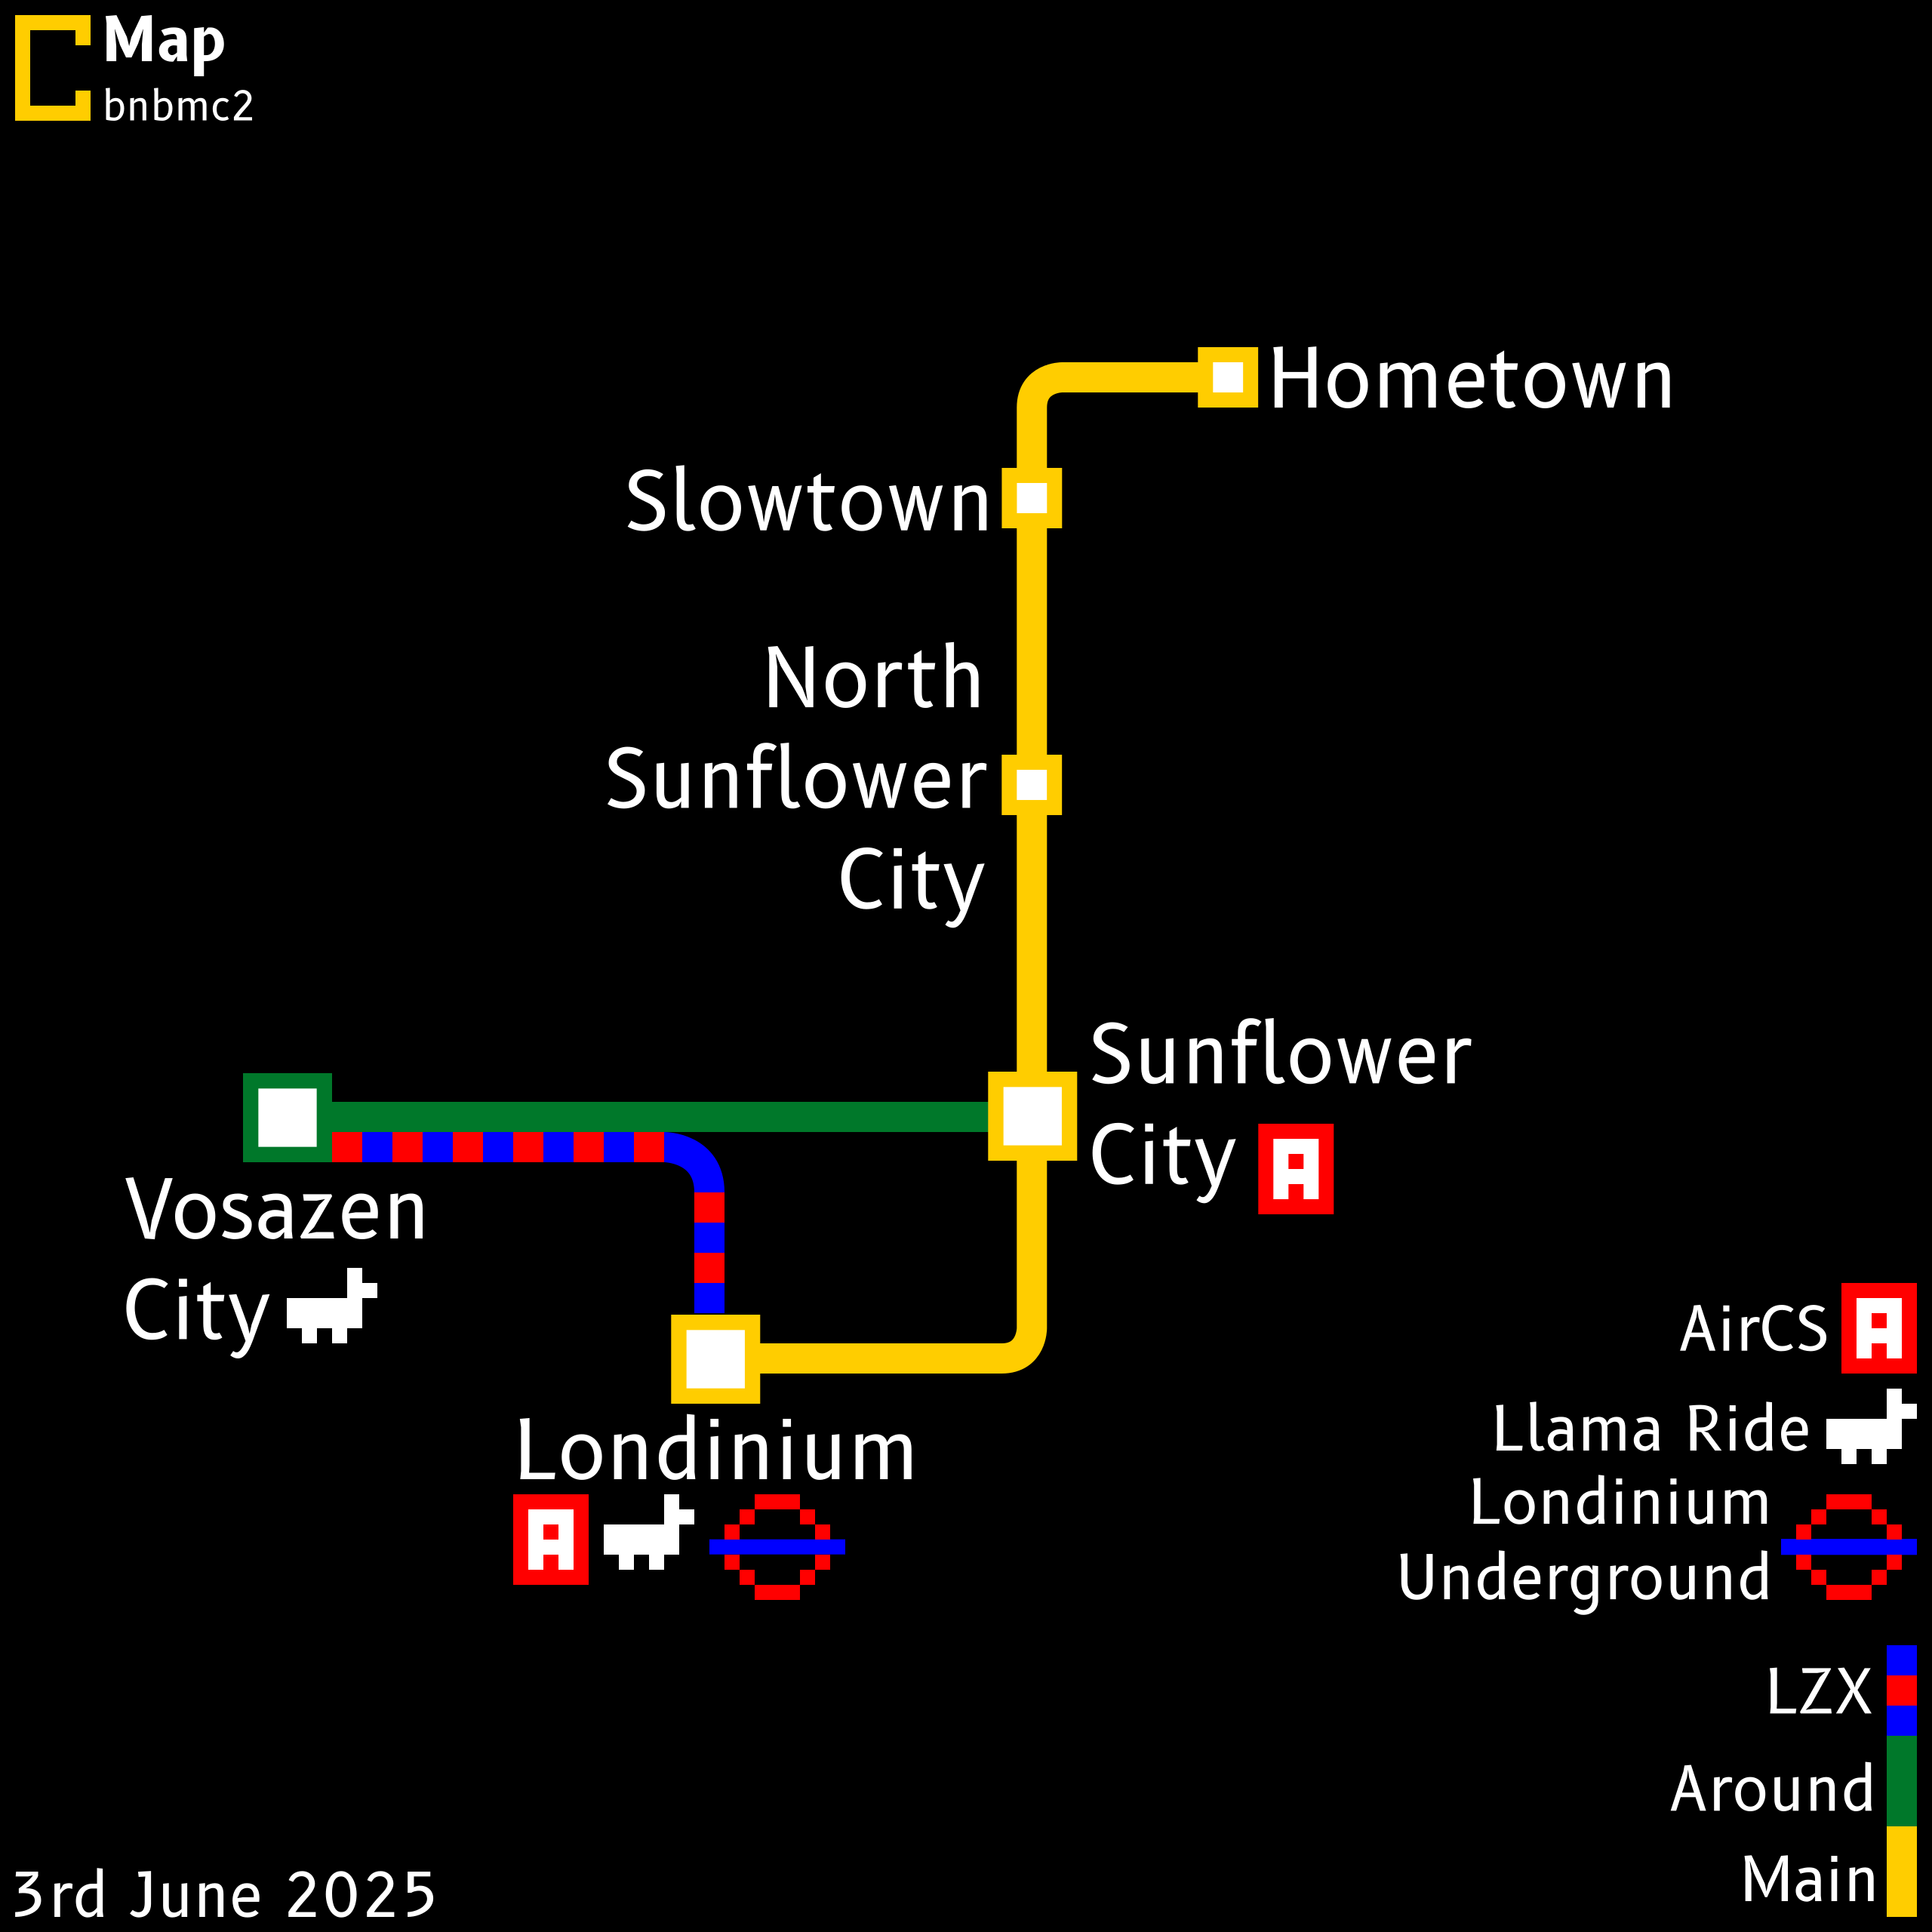 Map
bnbmc2
Hometown
Slowtown
North
Sunflower
City
Sunflower
City
Vosazen
City
Londinium
AirCS
Llama Ride
Londinium
Underground
LZX
Around
Main
3rd June 2025